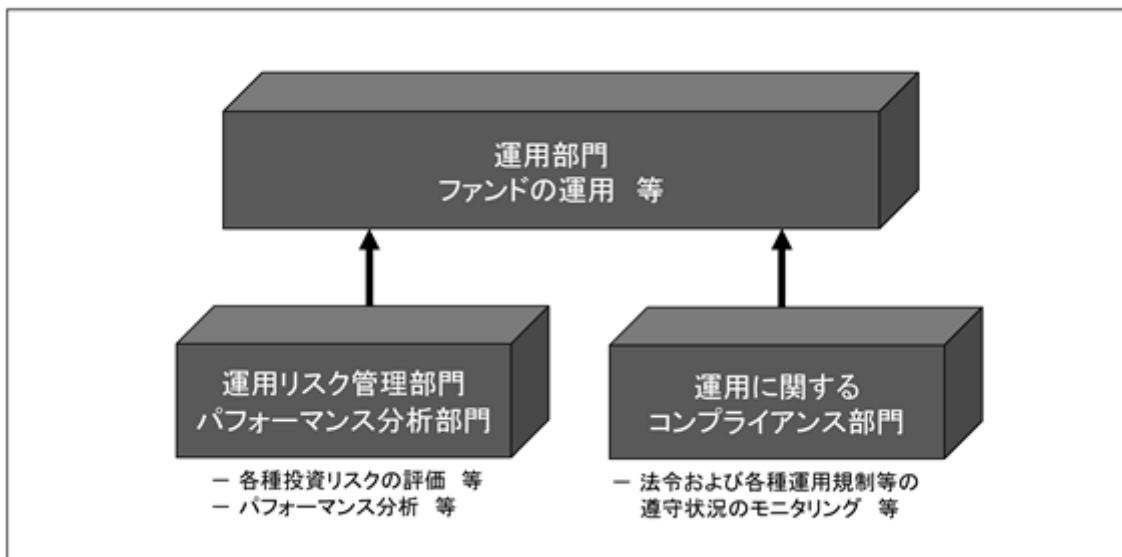 運用部門
ファンドの運用　等
運用リスク管理部門
パフォーマンス分析部門
運用に関する
コンプライアンス部門
－ 各種投資リスクの評価　等
－ パフォーマンス分析　等
－ 法令および各種運用規制等の
遵守状況のモニタリング　等